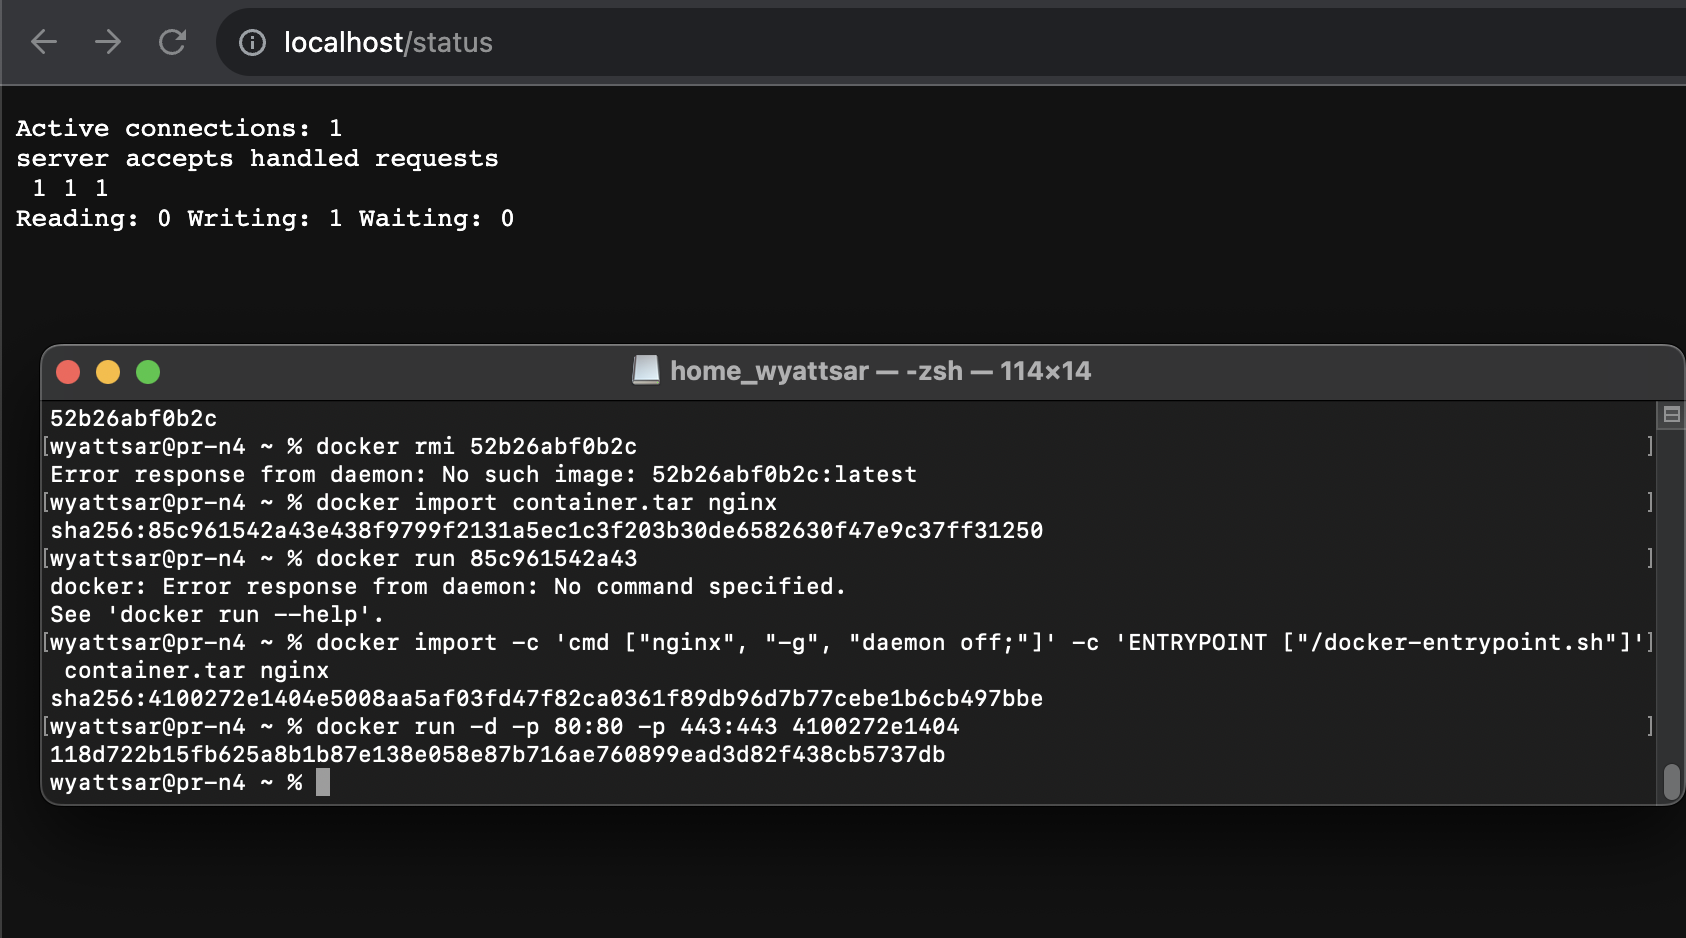 localhost/status
Active connections: 1
server accepts handled requests
 1 1 1
Reading: 0 Writing: 1 Waiting: 0
home_wyattsar — -zsh — 114×14
52b26abf0b2c
[wyattsar@pr-n4 ~ % docker rmi 52b26abf0b2c ]
Error response from daemon: No such image: 52b26abf0b2c:latest
[wyattsar@pr-n4 ~ % docker import container.tar nginx ]
sha256:85c961542a43e438f9799f2131a5ec1c3f203b30de6582630f47e9c37ff31250
[wyattsar@pr-n4 ~ % docker run 85c961542a43 ]
docker: Error response from daemon: No command specified.
See 'docker run --help'.
[wyattsar@pr-n4 ~ % docker import -c 'cmd ["nginx", "-g", "daemon off;"]' -c 'ENTRYPOINT ["/docker-entrypoint.sh"]']
 container.tar nginx
sha256:4100272e1404e5008aa5af03fd47f82ca0361f89db96d7b77cebe1b6cb497bbe
[wyattsar@pr-n4 ~ % docker run -d -p 80:80 -p 443:443 4100272e1404 ]
118d722b15fb625a8b1b87e138e058e87b716ae760899ead3d82f438cb5737db
wyattsar@pr-n4 ~ %